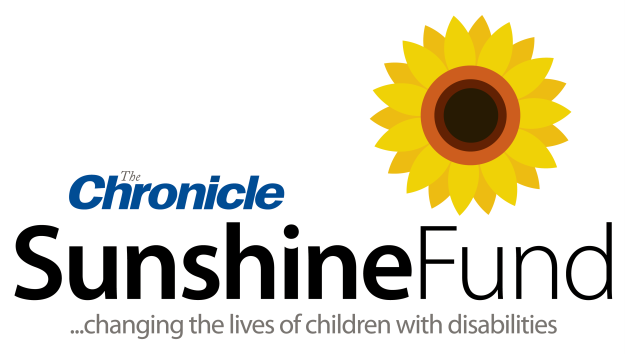 The
Chronicle
SunshineFund
...changing the lives of children with disabilities